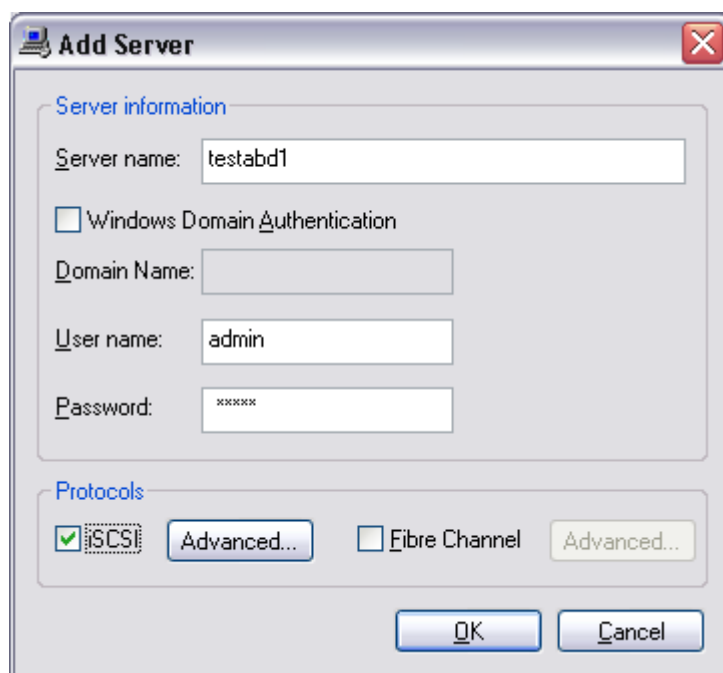 Add Server
Server information
Server name: testabd1
Windows Domain Authentication
Domain Name:
User name: admin
Password: *****
Protocols
iSCSI Advanced... Fibre Channel Advanced...
OK Cancel